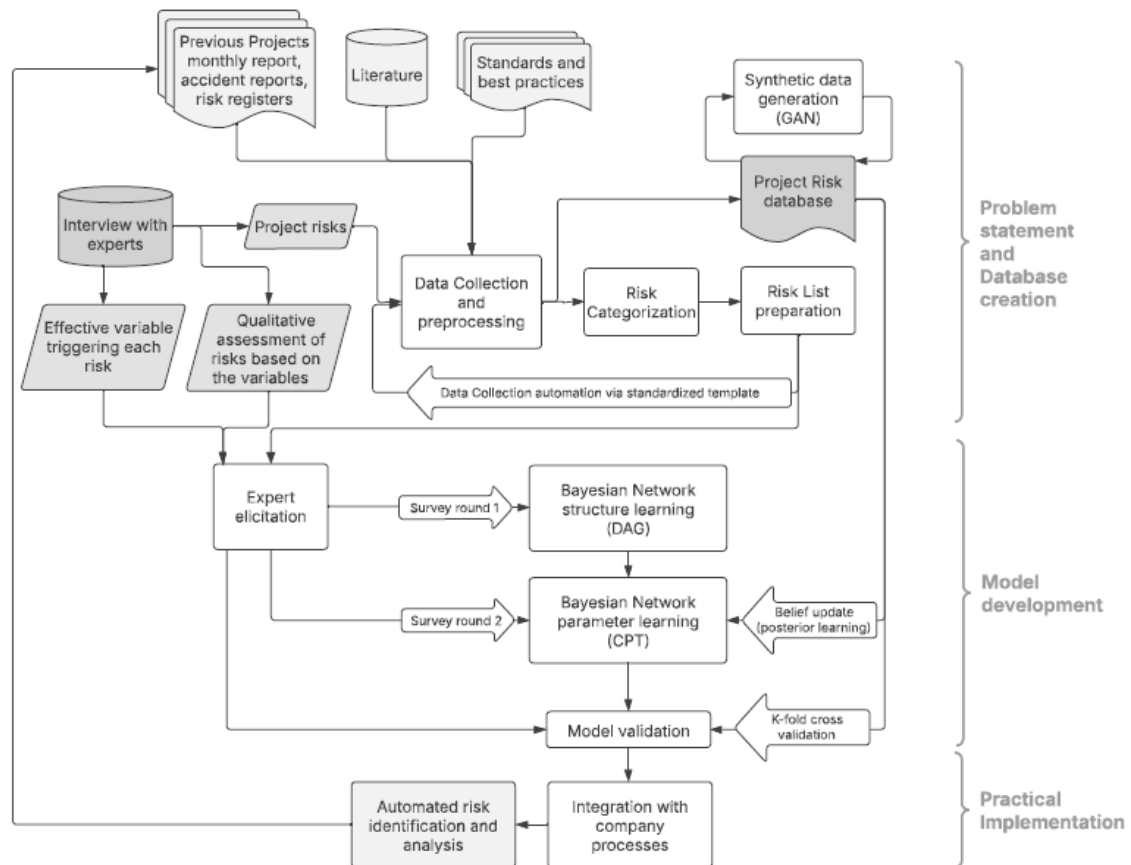 Previous Projects
monthly report,
accident reports,
risk registers
Literature
Standards and
best practices
Synthetic data
generation
(GAN)
Project Risk
database
Interview with
experts
Project risks
Data Collection
and
preprocessing
Risk
Categorization
Risk List
preparation
Effective variable
triggering each
risk
Qualitative
assessment of
risks based on
the variables
Data Collection automation via standardized template
Problem
statement
and
Database
creation
Expert
elicitation
Survey round 1
Bayesian Network
structure learning
(DAG)
Survey round 2
Bayesian Network
parameter learning
(CPT)
Belief update
(posterior learning)
Model validation
K-fold cross
validation
Model
development
Automated risk
identification and
analysis
Integration with
company
processes
Practical
Implementation